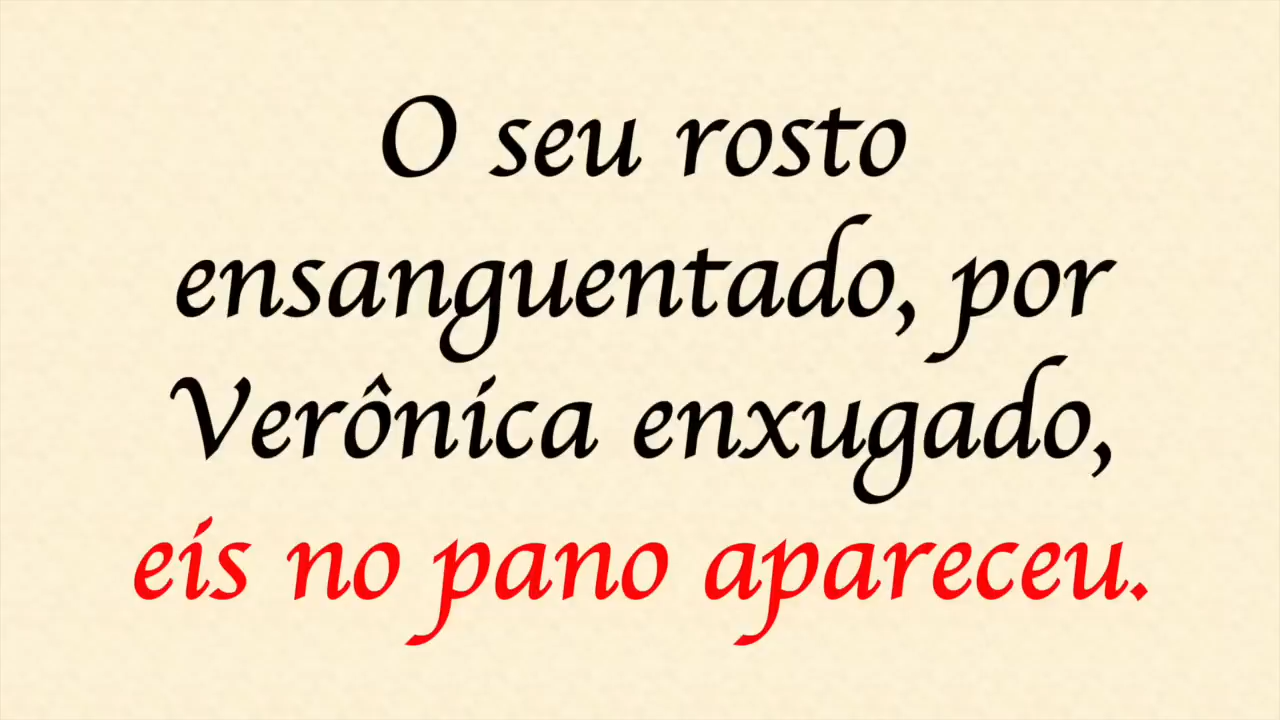 O seu rosto
ensanguentado, por
Verônica enxugado,
eis no pano apareceu.